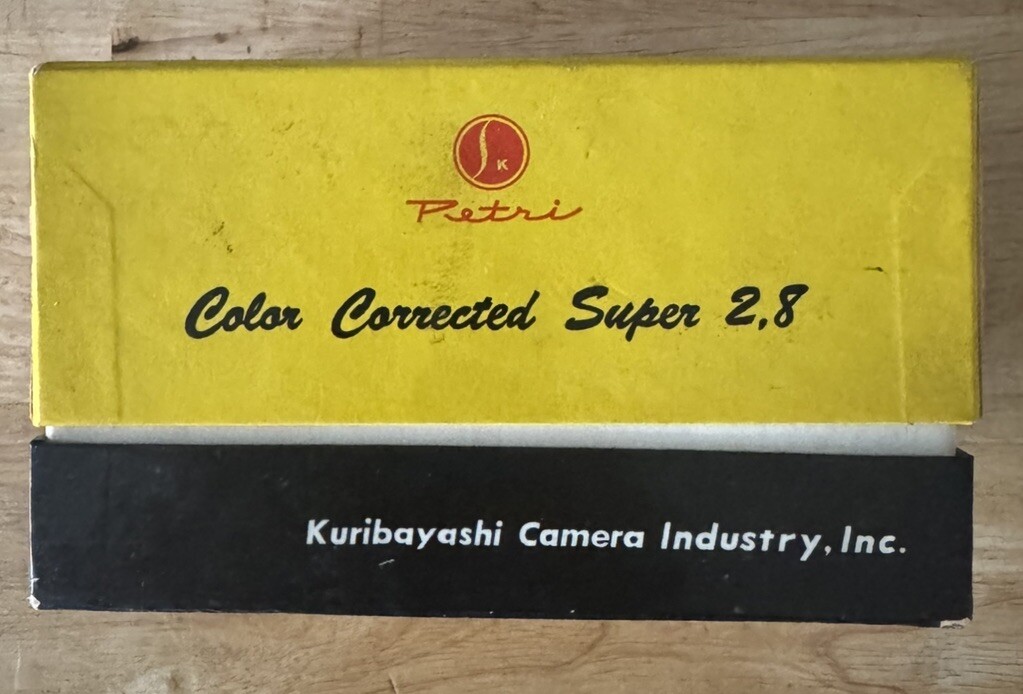 K
Petri
Color Corrected Super 2.8
Kuribayashi Camera Industry, Inc.